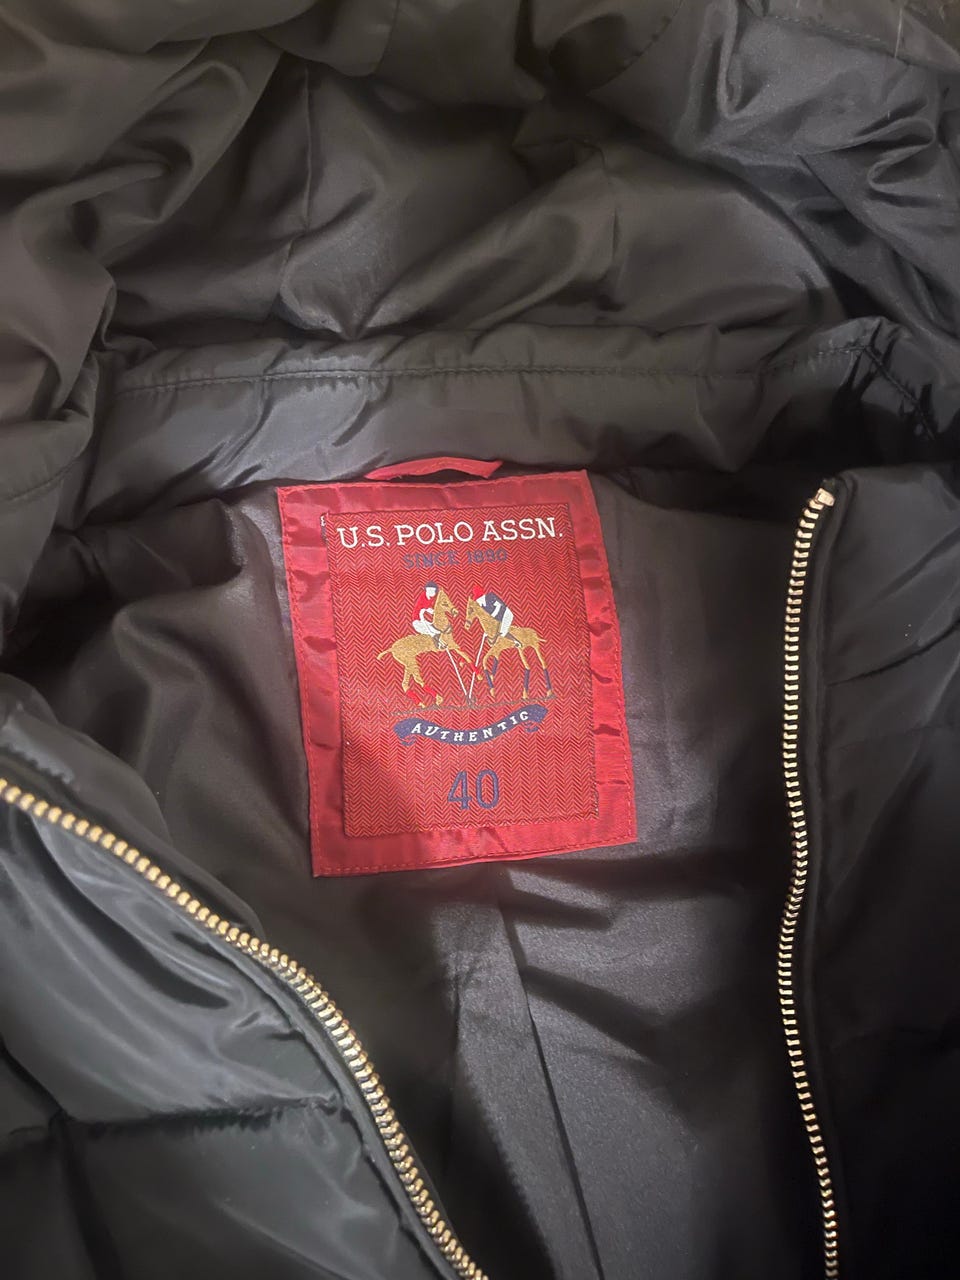 U.S. POLO ASSN.
SINCE 1890
AUTHENTIC
40